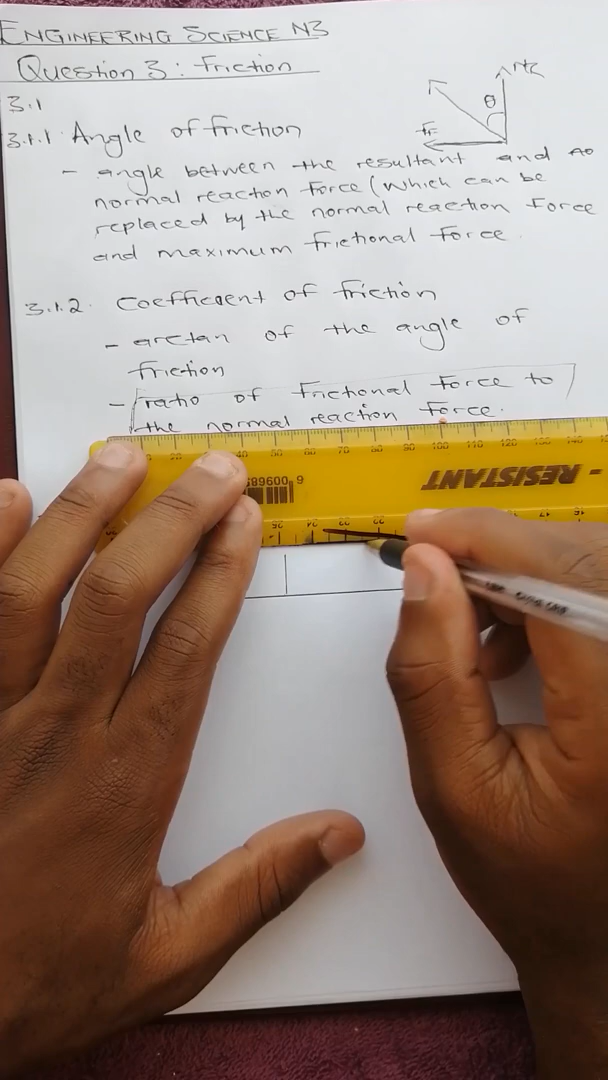 ENGINEERING SCIENCE N3
Question 3: Friction
3.1
3.1.1 Angle of friction
θ
Fr
- angle between the resultant and
normal reaction Force (which can be
replaced by the normal reaction Force
and maximum frictional Force.
3.1.2. Coefficent of friction
- arctan of the angle of
friction
- ratio of Frictional Force to
the normal reaction Force.
- RESISTANT